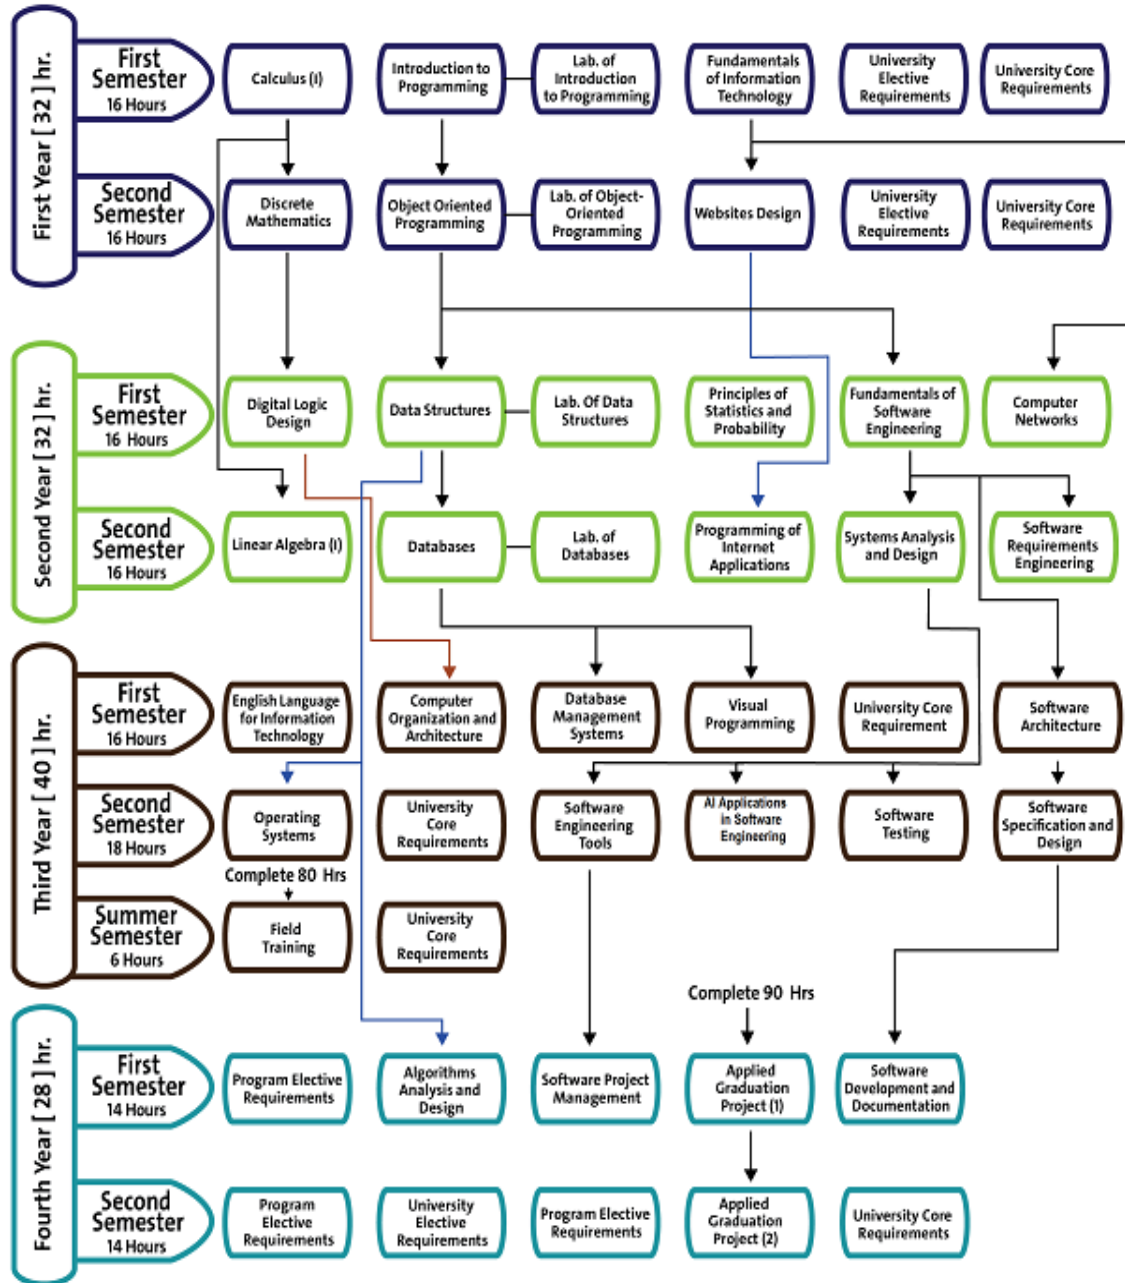 First Year [ 32 ] hr.
First
Semester
16 Hours
Calculus (I)
Introduction to
Programming
Lab. of
Introduction
to Programming
Fundamentals
of Information
Technology
University
Elective
Requirements
University Core
Requirements
Second
Semester
16 Hours
Discrete
Mathematics
Object Oriented
Programming
Lab. of Object-
Oriented
Programming
Websites Design
University
Elective
Requirements
University Core
Requirements
Second Year [ 32 ] hr.
First
Semester
16 Hours
Digital Logic
Design
Data Structures
Lab. Of Data
Structures
Principles of
Statistics and
Probability
Fundamentals of
Software
Engineering
Computer
Networks
Second
Semester
16 Hours
Linear Algebra (I)
Databases
Lab. of
Databases
Programming of
Internet
Applications
Systems Analysis
and Design
Software
Requirements
Engineering
Third Year [ 40 ] hr.
First
Semester
16 Hours
English Language
for Information
Technology
Computer
Organization and
Architecture
Database
Management
Systems
Visual
Programming
University Core
Requirement
Software
Architecture
Second
Semester
18 Hours
Operating
Systems
University
Core
Requirements
Software
Engineering
Tools
AI Applications
in Software
Engineering
Software
Testing
Software
Specification and
Design
Complete 80 Hrs
Summer
Semester
6 Hours
Field
Training
University
Core
Requirements
Complete 90 Hrs
Fourth Year [ 28 ] hr.
First
Semester
14 Hours
Program Elective
Requirements
Algorithms
Analysis and
Design
Software Project
Management
Applied
Graduation
Project (1)
Software
Development and
Documentation
Second
Semester
14 Hours
Program
Elective
Requirements
University
Elective
Requirements
Program Elective
Requirements
Applied
Graduation
Project (2)
University Core
Requirements